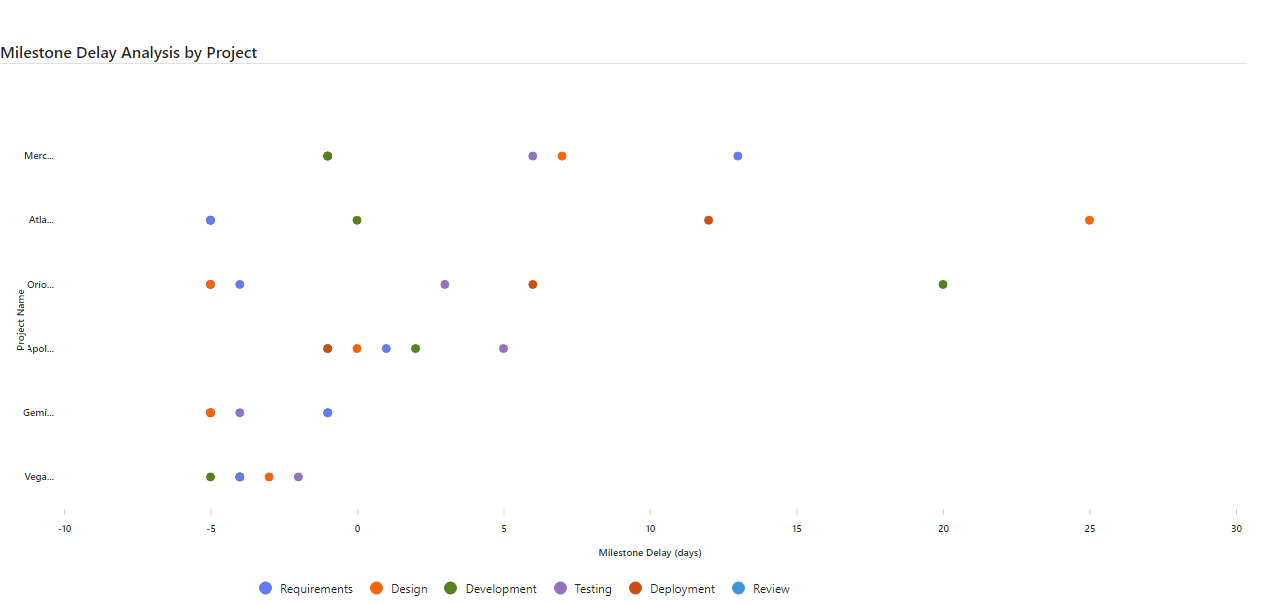 Milestone Delay Analysis by Project
Merc...
Atla...
Orio...
Project Name
Apol...
Gemi...
Vega...
-10 -5 0 5 10 15 20 25 30
Milestone Delay (days)
Requirements Design Development Testing Deployment Review